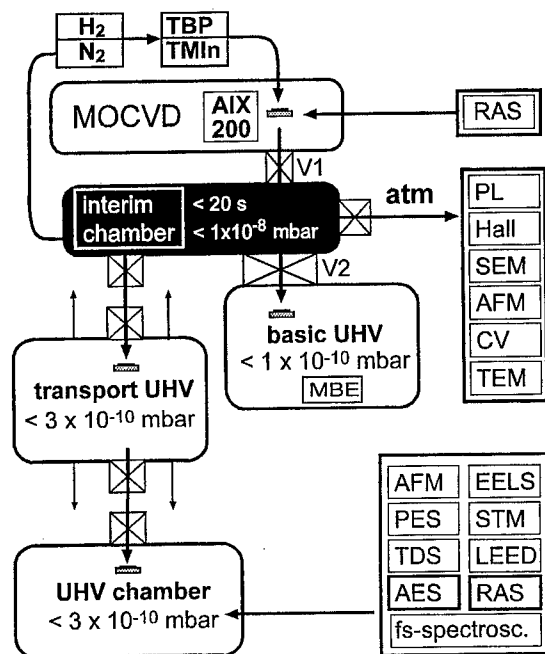 H₂
N₂
TBP
TMIn
MOCVD
AIX
200
RAS
V1
interim
chamber
< 20 s
< 1x10⁻⁸ mbar
atm
V2
PL
Hall
SEM
AFM
CV
TEM
basic UHV
< 1 x 10⁻¹⁰ mbar
MBE
transport UHV
< 3 x 10⁻¹⁰ mbar
AFM EELS
PES STM
TDS LEED
AES RAS
fs-spectrosc.
UHV chamber
< 3 x 10⁻¹⁰ mbar